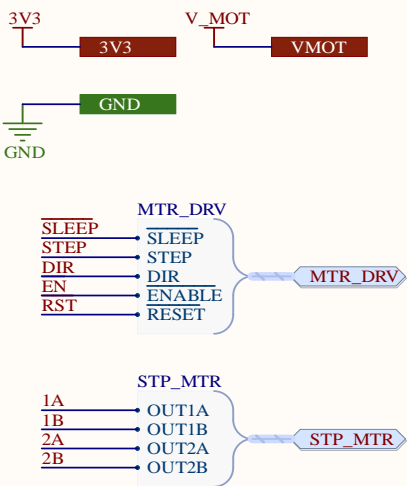 3V3
V_MOT
3V3
VMOT
GND
GND
MTR_DRV
SLEEP
SLEEP
STEP
STEP
DIR
DIR
MTR_DRV
EN
ENABLE
RST
RESET
STP_MTR
1A
OUT1A
1B
OUT1B
2A
OUT2A
STP_MTR
2B
OUT2B